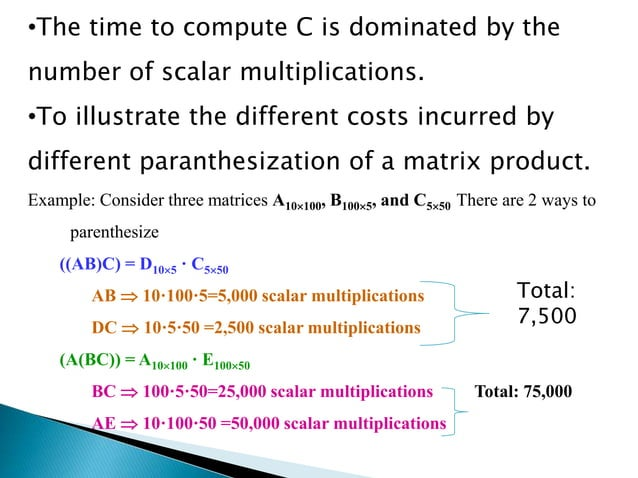 •The time to compute C is dominated by the
number of scalar multiplications.
•To illustrate the different costs incurred by
different paranthesization of a matrix product.
Example: Consider three matrices A10×100, B100×5, and C5×50 There are 2 ways to
parenthesize
((AB)C) = D10×5 · C5×50
AB ⇒ 10·100·5=5,000 scalar multiplications
DC ⇒ 10·5·50 =2,500 scalar multiplications
Total:
7,500
(A(BC)) = A10×100 · E100×50
BC ⇒ 100·5·50=25,000 scalar multiplications
AE ⇒ 10·100·50 =50,000 scalar multiplications
Total: 75,000